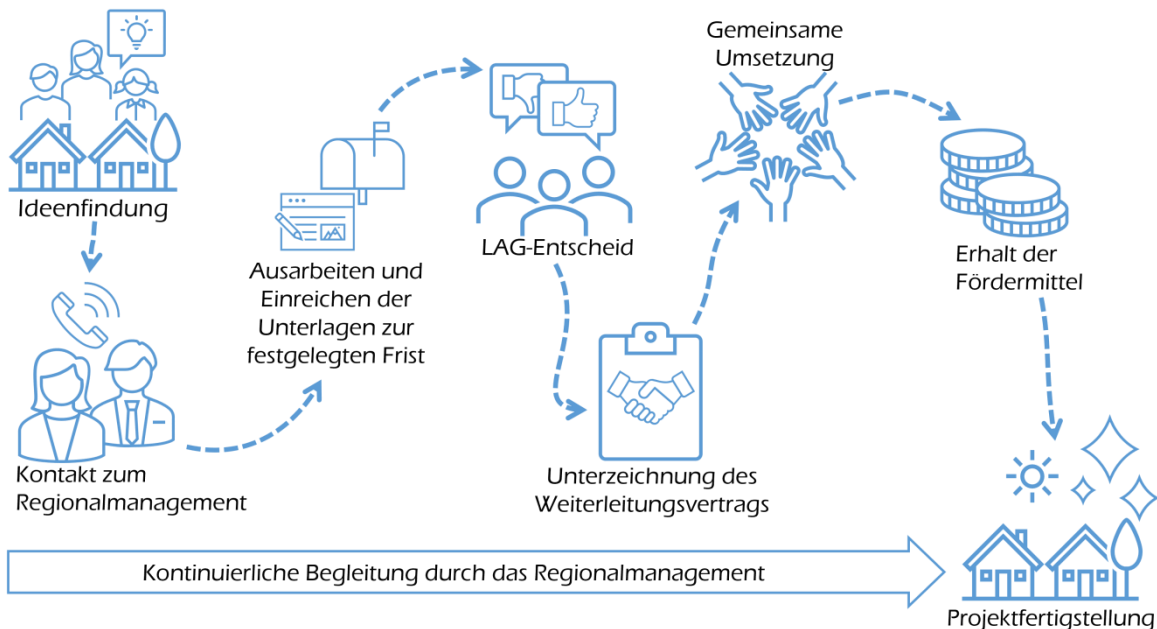 Ideenfindung
Kontakt zum
Regionalmanagement
Ausarbeiten und
Einreichen der
Unterlagen zur
festgelegten Frist
LAG-Entscheid
Unterzeichnung des
Weiterleitungsvertrags
Gemeinsame
Umsetzung
Erhalt der
Fördermittel
Projektfertigstellung
Kontinuierliche Begleitung durch das Regionalmanagement